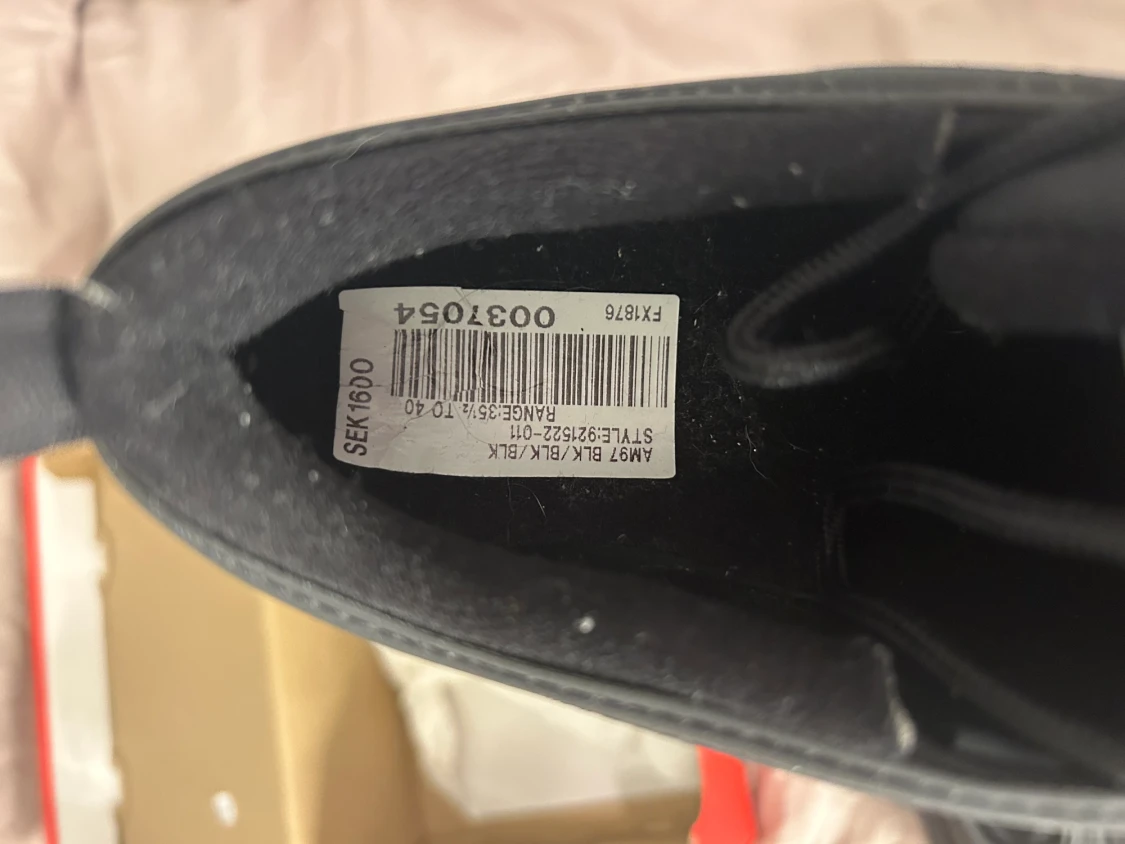 AM97 BLK/BLK/BLK
STYLE:921522-011
RANGE:35½ TO 40
0037054
FX1876
SEK1600